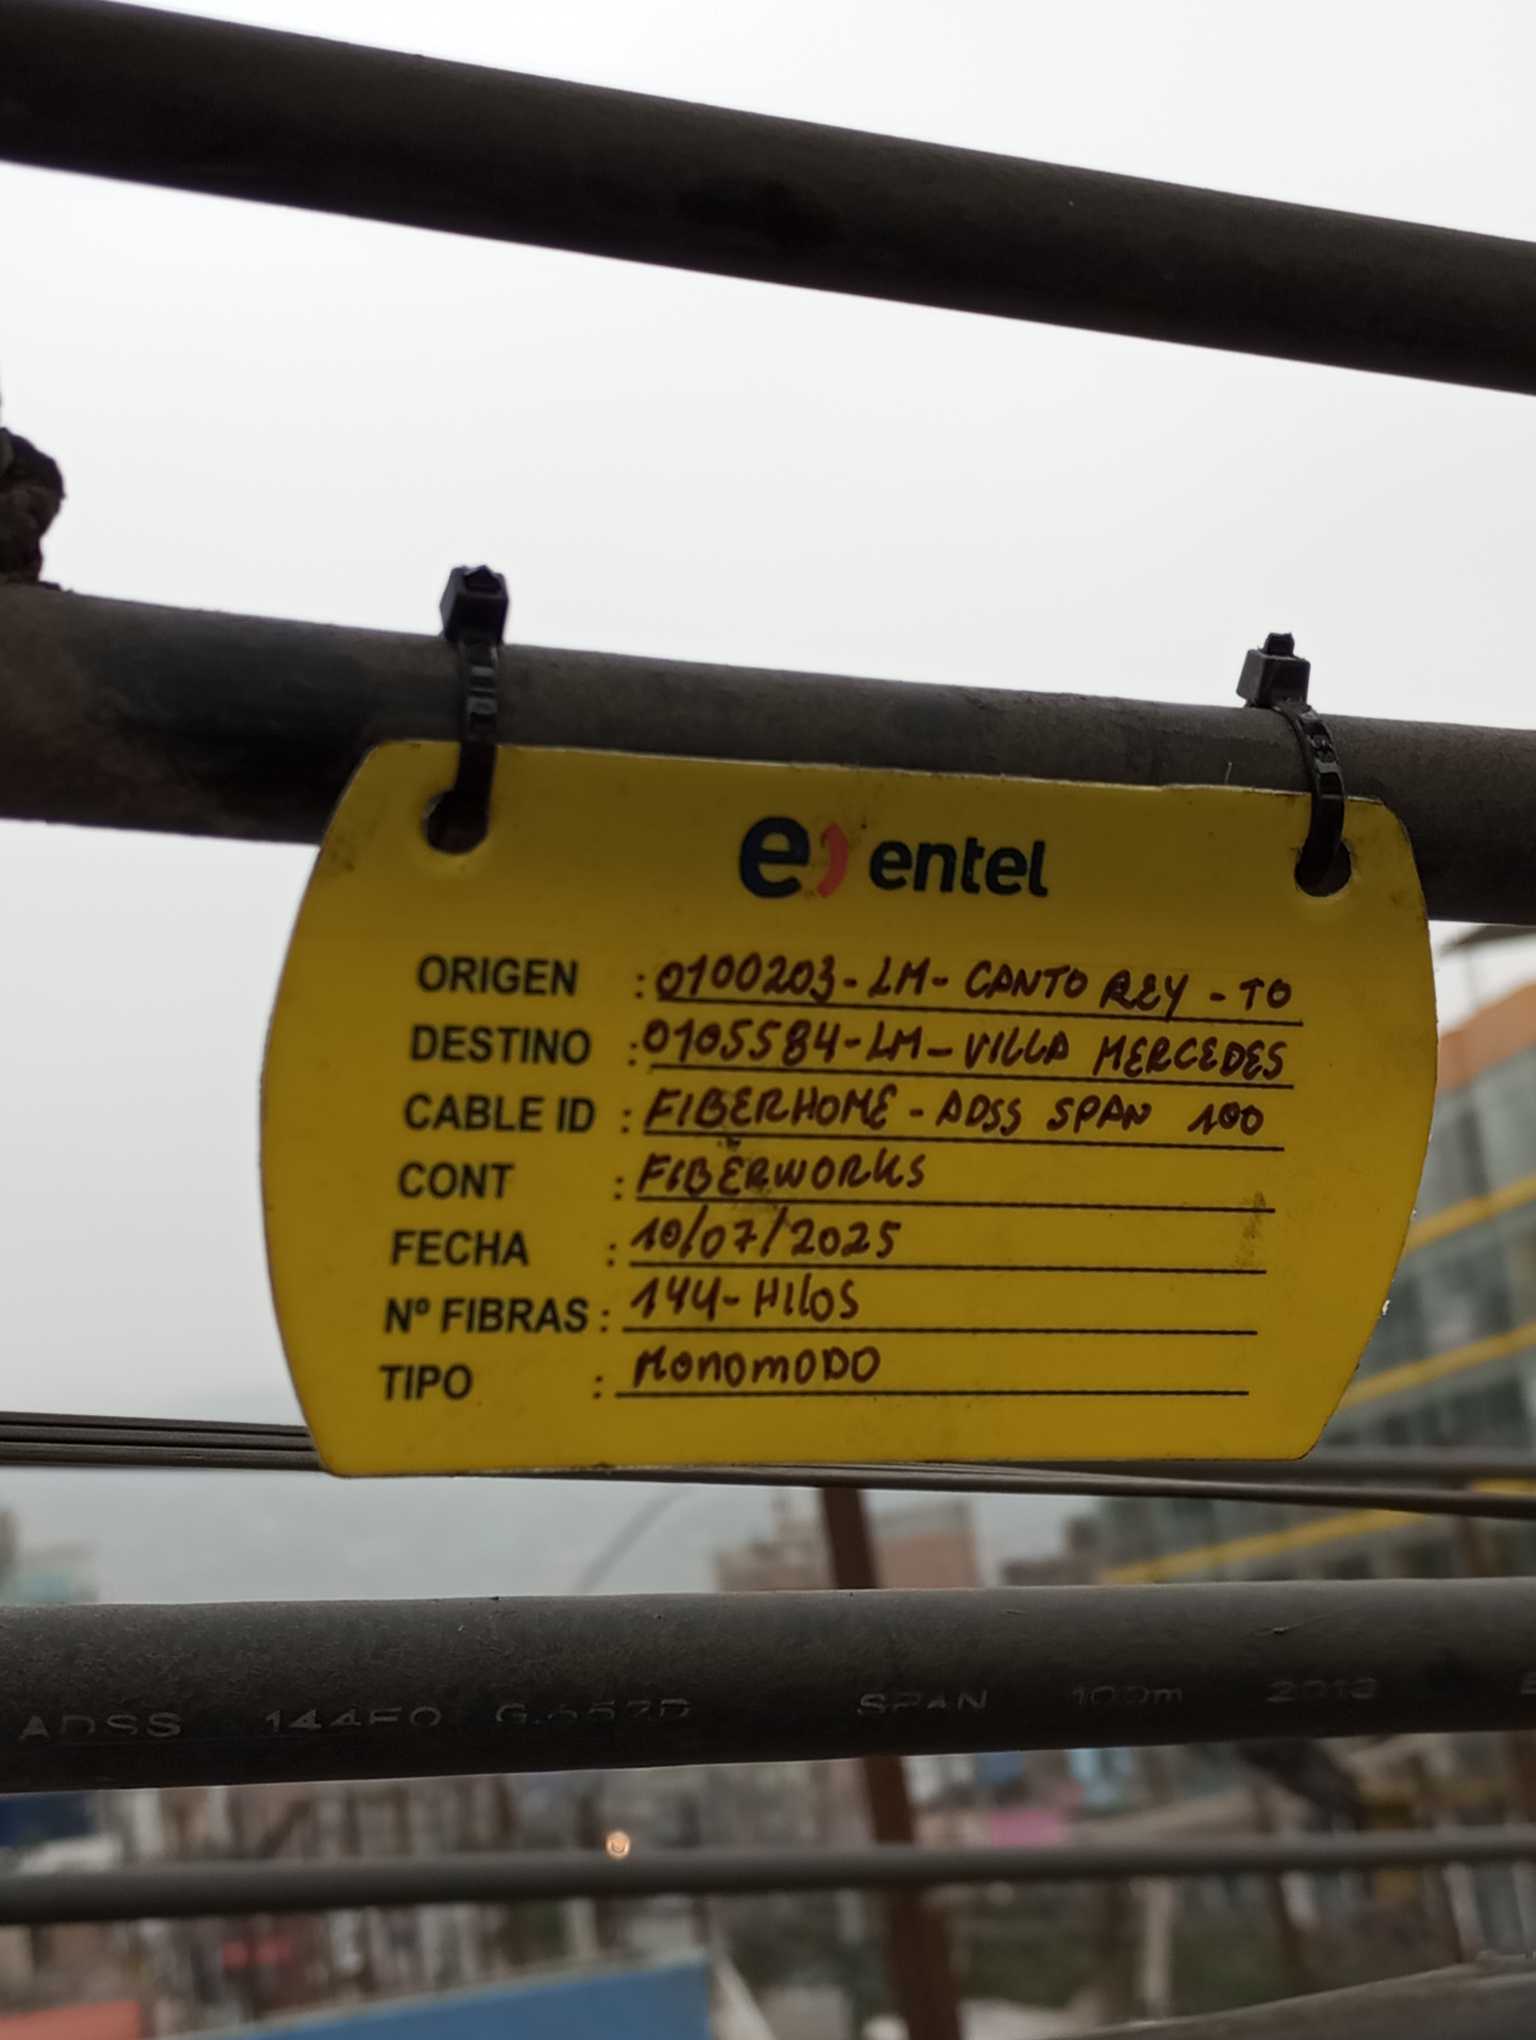 e entel
ORIGEN : 0100203-LM-CANTO REY-TO
DESTINO : 0105584-LM-VILLA MERCEDES
CABLE ID : FIBERHOME-ADSS SPAN 100
CONT : FIBERWORKS
FECHA : 10/07/2025
Nº FIBRAS : 144-HILOS
TIPO : MONOMODO
ADSS 144FO G.652D SPAN 100m